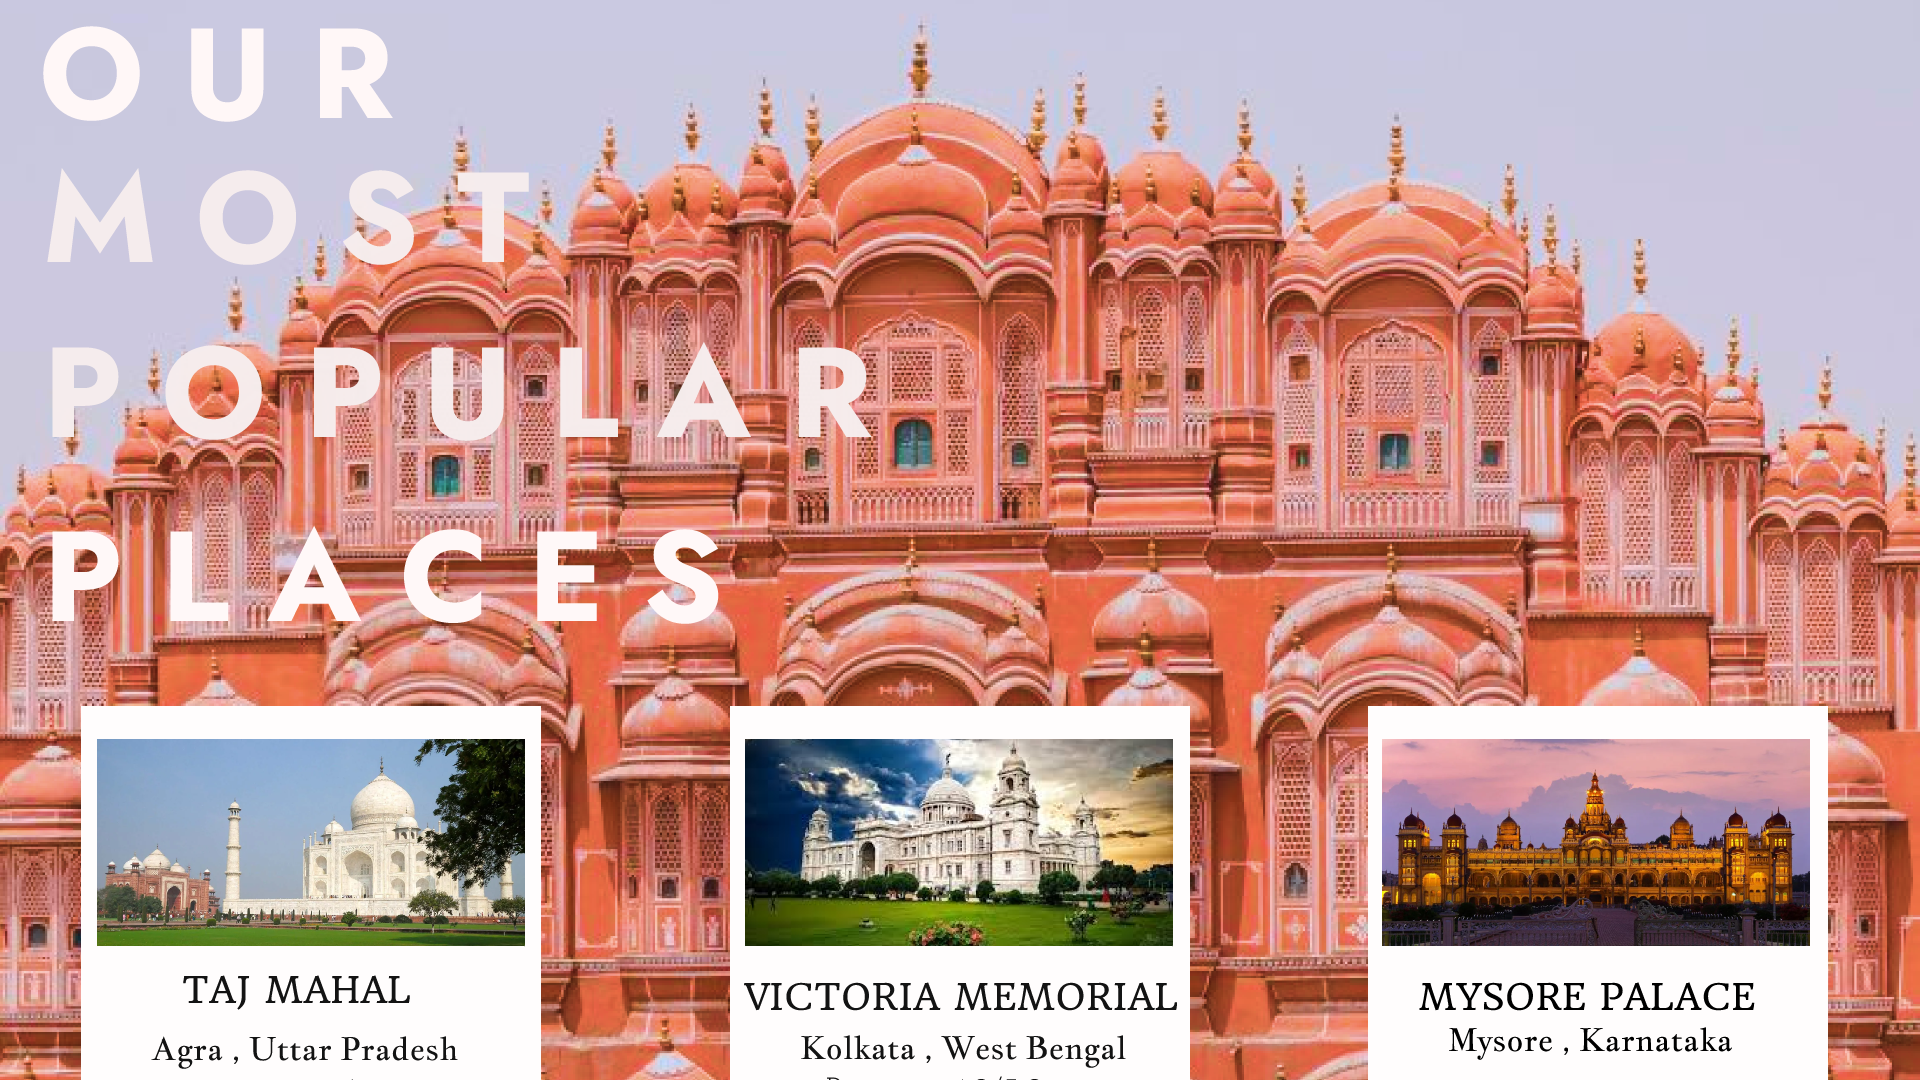 OUR
MOST
POPULAR
PLACES
TAJ MAHAL
Agra , Uttar Pradesh
VICTORIA MEMORIAL
Kolkata , West Bengal
MYSORE PALACE
Mysore , Karnataka